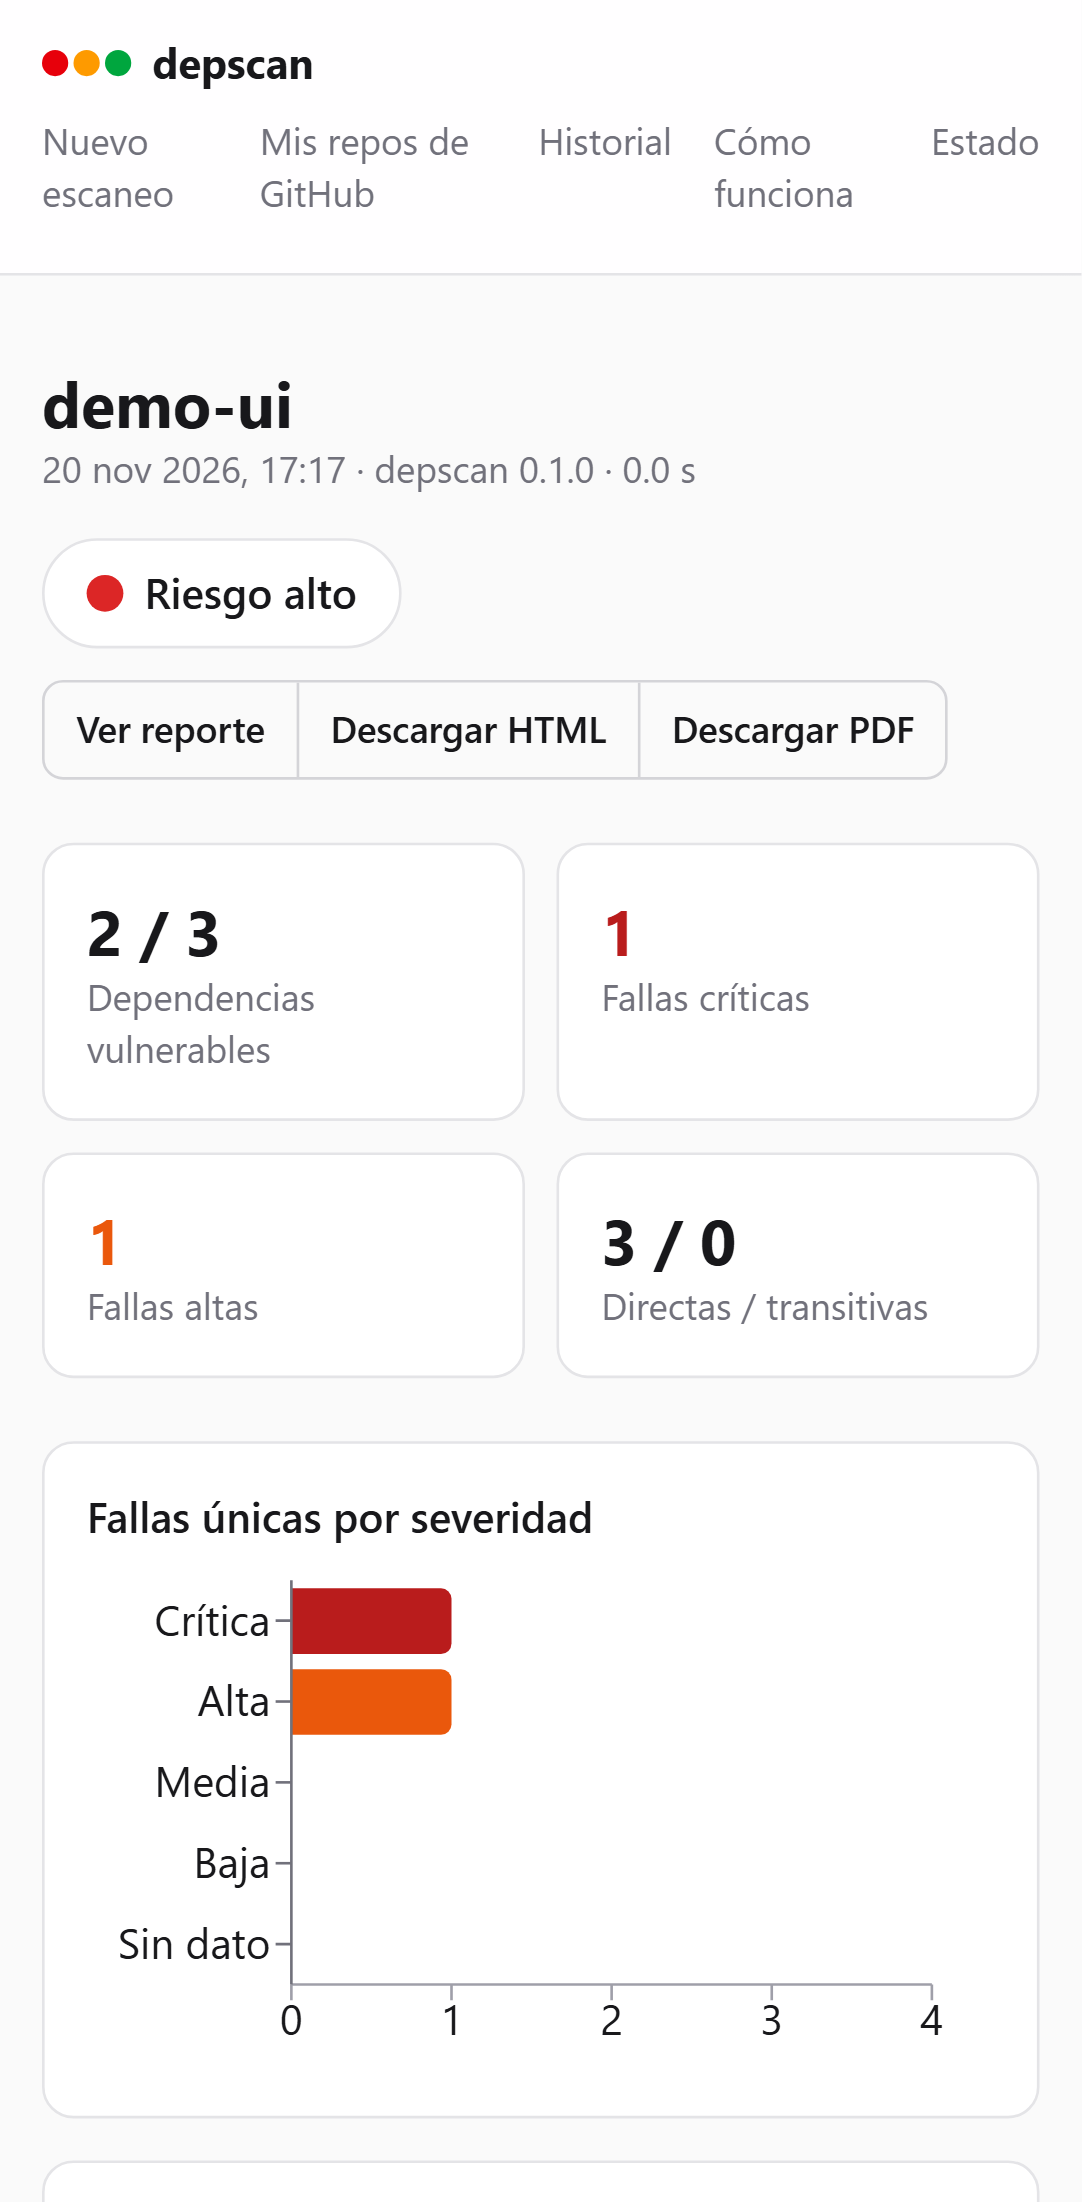 depscan
Nuevo escaneo
Mis repos de GitHub
Historial
Cómo funciona
Estado
demo-ui
20 nov 2026, 17:17 · depscan 0.1.0 · 0.0 s
Riesgo alto
Ver reporte
Descargar HTML
Descargar PDF
2 / 3
Dependencias
vulnerables
1
Fallas críticas
1
Fallas altas
3 / 0
Directas / transitivas
Fallas únicas por severidad
Crítica
Alta
Media
Baja
Sin dato
0 1 2 3 4